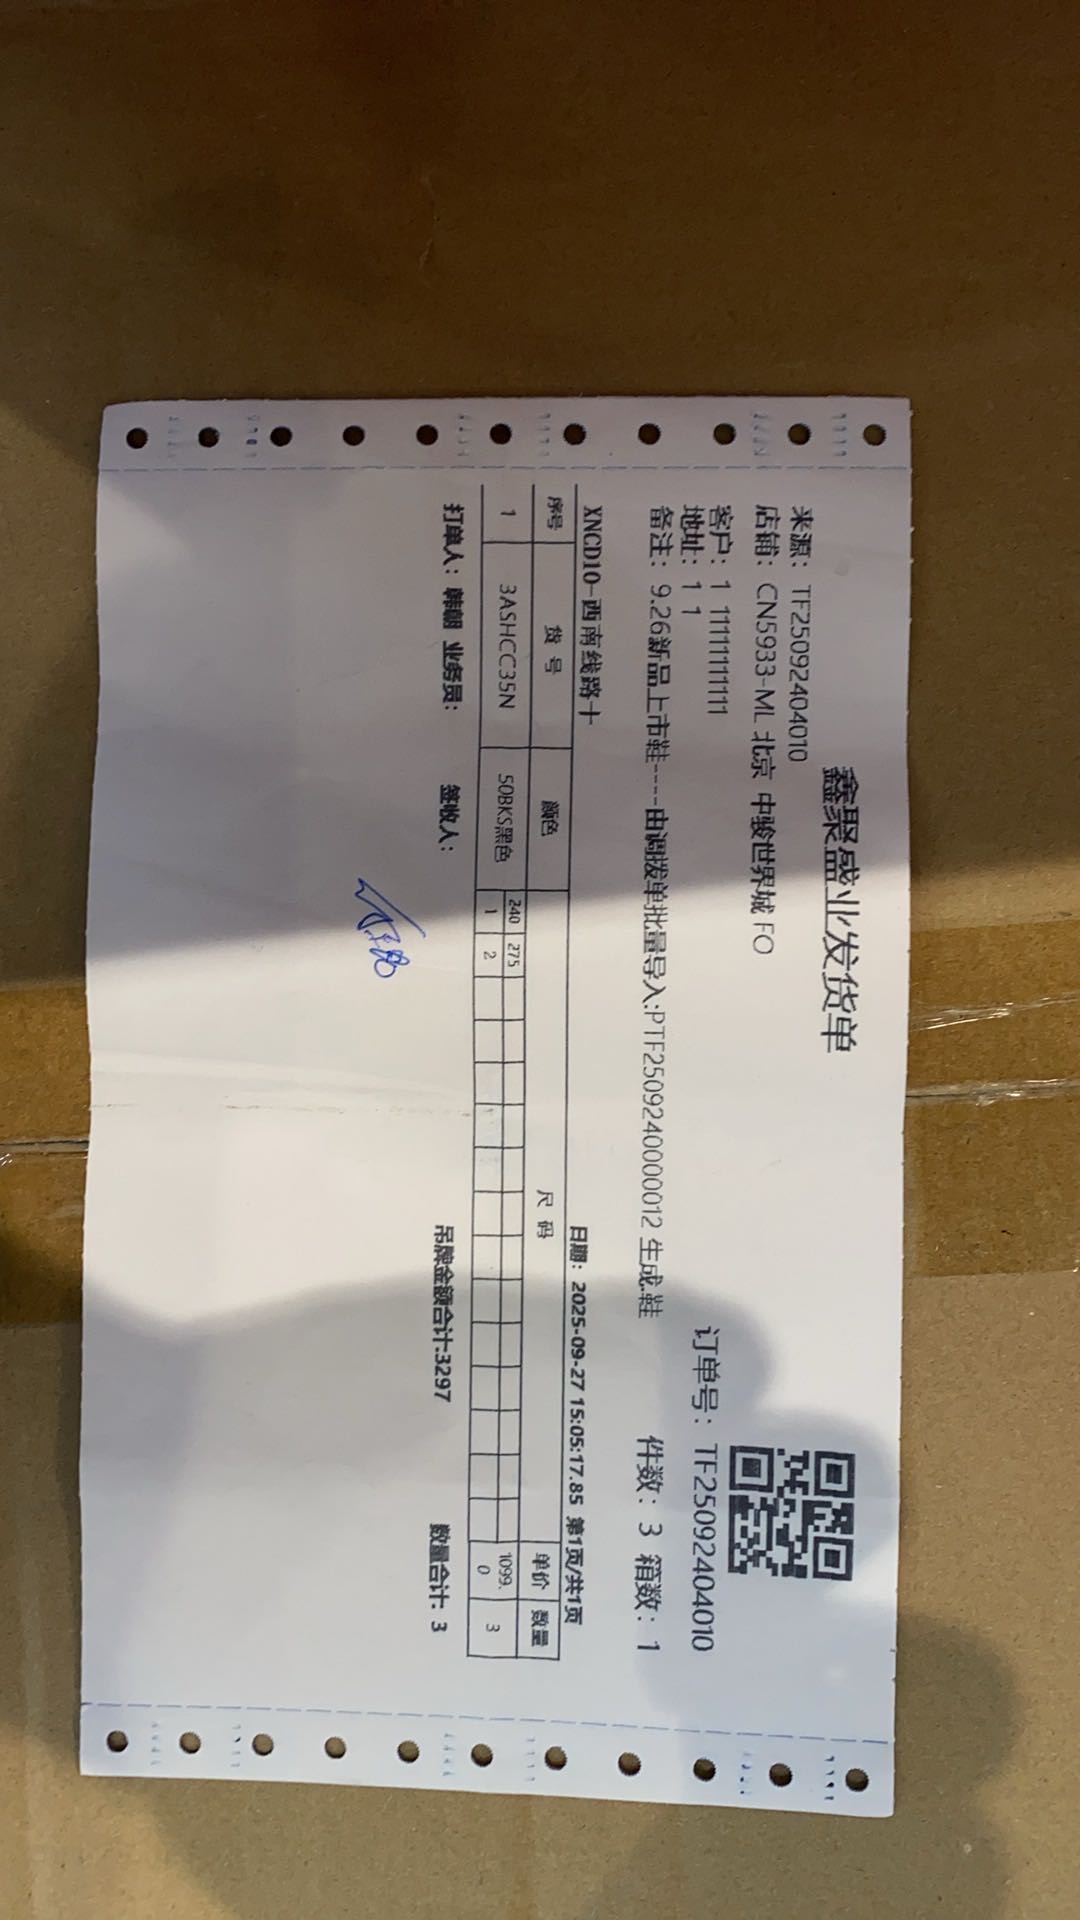 鑫聚盛业发货单
来源：TF2509240401​0
店铺：CN5933-ML 北京 中骏世界城 FO
客户：1 11111111111
地址：1 1
订单号：TF25092404010
备注：9.26新品上市鞋----由调拨单批量导入:PTF250924000012 生成.鞋
件数：3 箱数：1
XNCD10-西南线路十 日期：2025-09-27 15:05:17.85 第1页/共1页
序号 货号 颜色 尺码 单价 数量
240 275
1 3ASHCC35N 50BKS黑色 1 2 1099.0 3
打单人：韩朝 业务员： 签收人： 吊牌金额合计:3297 数量合计: 3